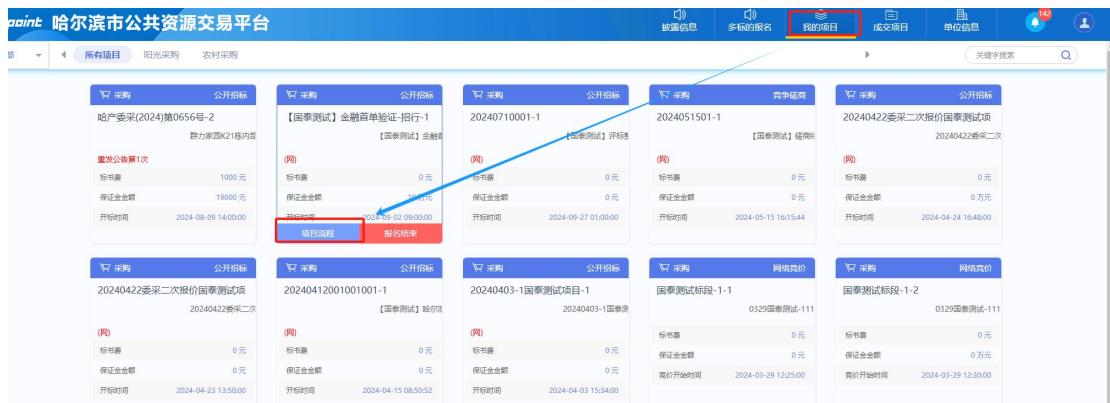 epoint 哈尔滨市公共资源交易平台
披露信息 多标的报名 我的项目 成交项目 单位信息 142
部 所有项目 阳光采购 农村采购 关键字搜索
采购 公开招标
哈产委采(2024)第0656号-2
群力家园K21栋内部
重发公告第1次
标书费 1000 元
保证金金额 19000 元
开标时间 2024-08-09 14:00:00
采购 公开招标
【国泰测试】金融首单验证-招行-1
【国泰测试】金融首
(网)
标书费 0 元
保证金金额
开标时间 2024-09-02 09:00:00
项目流程 报名结束
采购 公开招标
20240710001-1
【国泰测试】评标
(网)
标书费 0 元
保证金金额 0 元
开标时间 2024-09-27 01:00:00
采购 竞争磋商
2024051501-1
【国泰测试】磋商
(网)
标书费 0 元
保证金金额 0 元
开标时间 2024-05-15 16:15:44
采购 公开招标
20240422委采二次报价国泰测试项
20240422委采二次
(网)
标书费 0 元
保证金金额 0 万元
开标时间 2024-04-24 16:48:00
采购 公开招标
20240422委采二次报价国泰测试项
20240422委采二次
(网)
标书费 0 元
保证金金额 0 元
开标时间 2024-04-23 13:50:00
采购 公开招标
20240412001001001-1
【国泰测试】哈尔滨
(网)
标书费 0 元
保证金金额 0 元
开标时间 2024-04-15 08:50:52
采购 公开招标
20240403-1国泰测试项目-1
20240403-1国泰测
(网)
标书费 0 元
保证金金额 0 元
开标时间 2024-04-03 15:34:00
采购 网络竞价
国泰测试标段-1-1
0329国泰测试-111
标书费 0 元
保证金金额 0 元
竞价开始时间 2024-03-29 12:25:00
采购 网络竞价
国泰测试标段-1-2
0329国泰测试-111
标书费 0 元
保证金金额 0 万元
竞价开始时间 2024-03-29 12:30:00